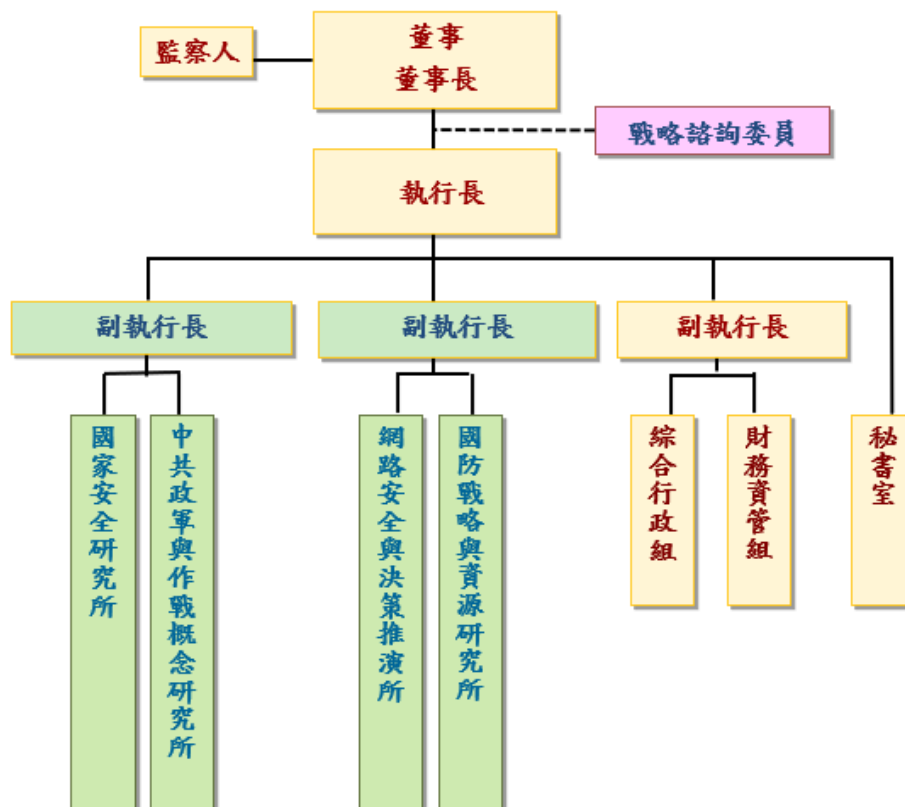 監察人
董事
董事長
戰略諮詢委員
執行長
副執行長
副執行長
副執行長
國家安全研究所
中共政軍與作戰概念研究所
網路安全與決策推演所
國防戰略與資源研究所
綜合行政組
財務資管組
秘書室